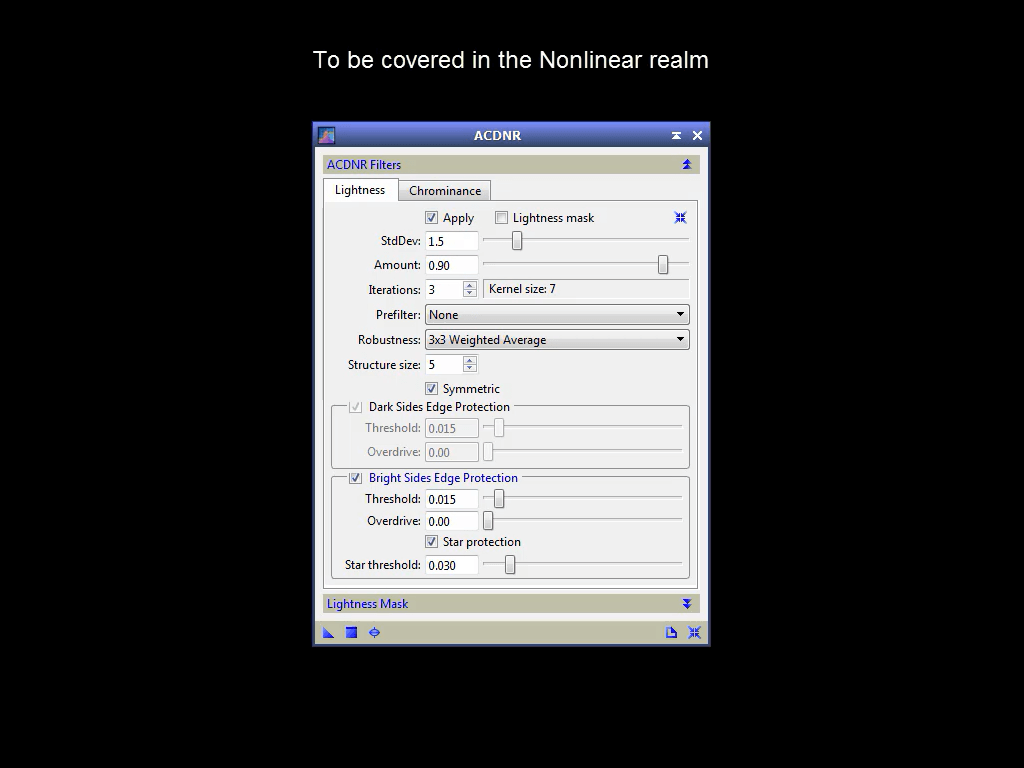 To be covered in the Nonlinear realm
ACDNR
ACDNR Filters
Lightness Chrominance
Apply Lightness mask
StdDev: 1.5
Amount: 0.90
Iterations: 3 Kernel size: 7
Prefilter: None
Robustness: 3x3 Weighted Average
Structure size: 5
Symmetric
Dark Sides Edge Protection
Threshold: 0.015
Overdrive: 0.00
Bright Sides Edge Protection
Threshold: 0.015
Overdrive: 0.00
Star protection
Star threshold: 0.030
Lightness Mask